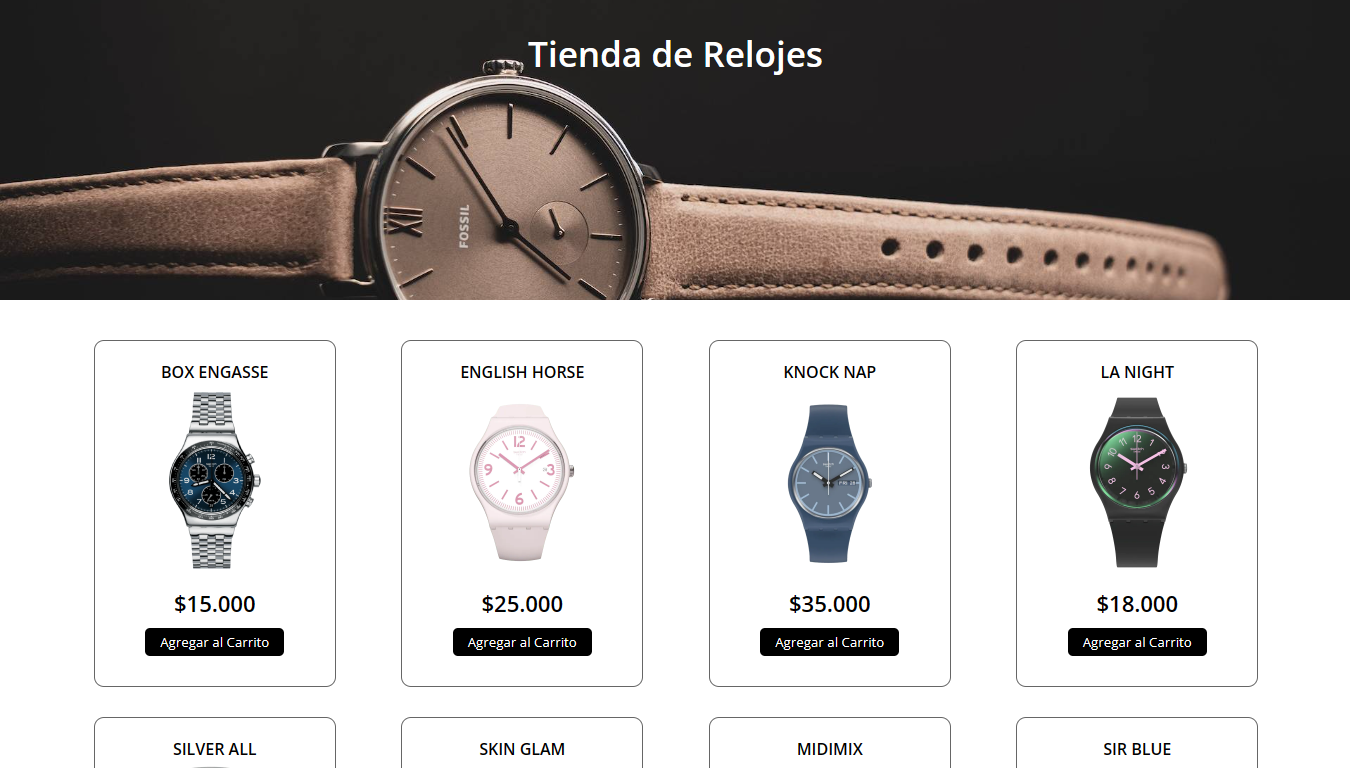 Tienda de Relojes
FOSSIL
BOX ENGASSE
ENGLISH HORSE
KNOCK NAP
LA NIGHT
$15.000
$25.000
$35.000
$18.000
Agregar al Carrito
Agregar al Carrito
Agregar al Carrito
Agregar al Carrito
SILVER ALL
SKIN GLAM
MIDIMIX
SIR BLUE